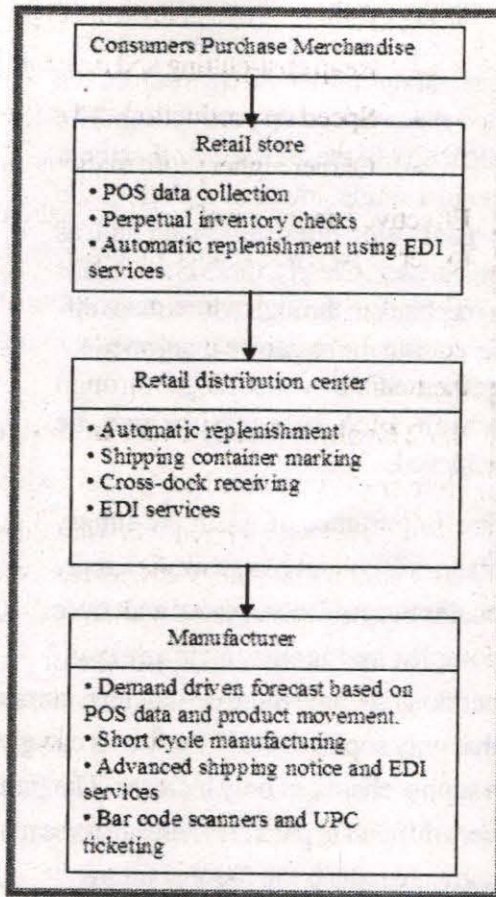 Consumers Purchase Merchandise
Retail store
• POS data collection
• Perpetual inventory checks
• Automatic replenishment using EDI
services
Retail distribution center
• Automatic replenishment
• Shipping container marking
• Cross-dock receiving
• EDI services
Manufacturer
• Demand driven forecast based on
POS data and product movement.
• Short cycle manufacturing
• Advanced shipping notice and EDI
services
• Bar code scanners and UPC
ticketing